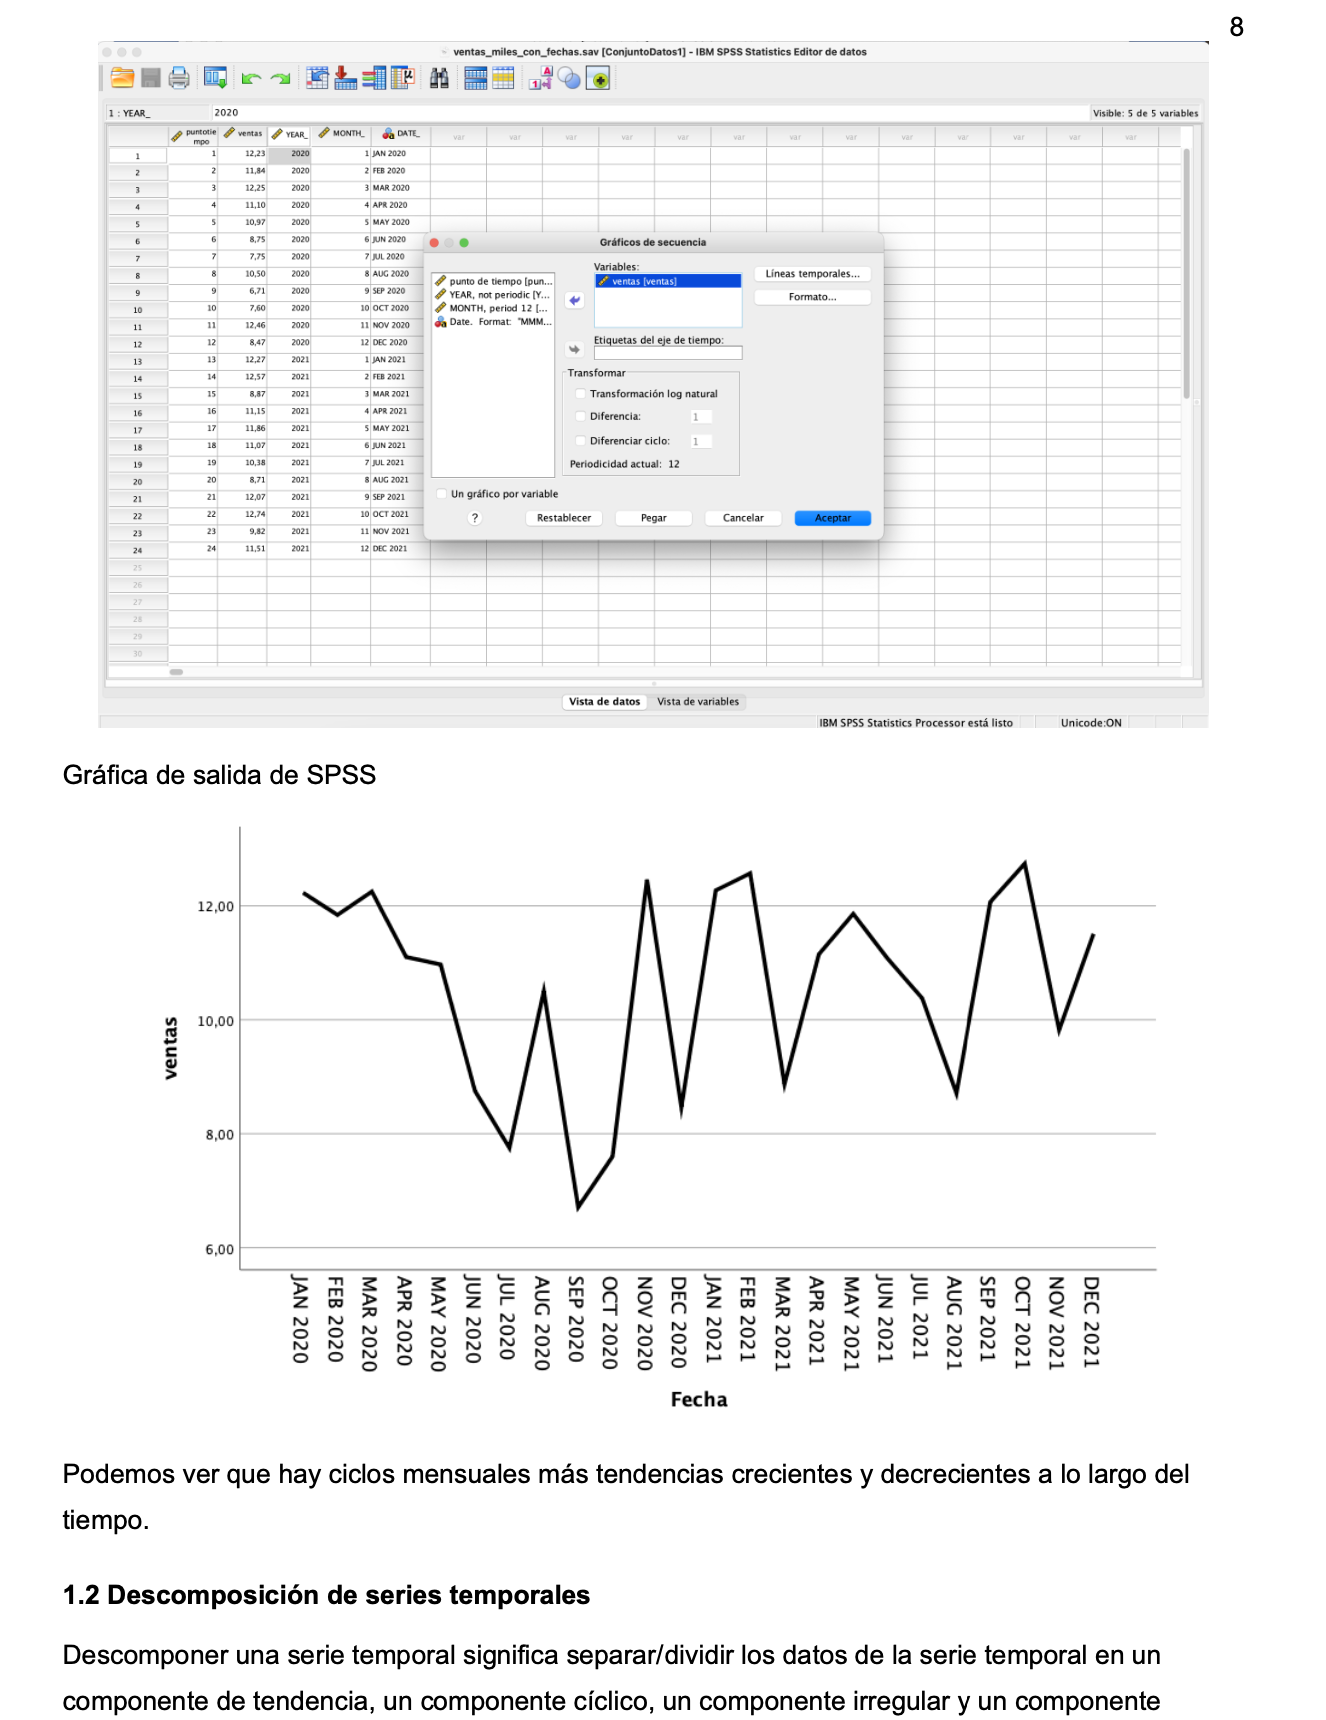 8
ventas_miles_con_fechas.sav [ConjuntoDatos1] - IBM SPSS Statistics Editor de datos
1 : YEAR_ 2020 Visible: 5 de 5 variables
puntotie
mpo ventas YEAR_ MONTH_ DATE_ var var var var var var var var var var var var var
1 1 12,23 2020 1 JAN 2020
2 2 11,84 2020 2 FEB 2020
3 3 12,25 2020 3 MAR 2020
4 4 11,10 2020 4 APR 2020
5 5 10,97 2020 5 MAY 2020
6 6 8,75 2020 6 JUN 2020
7 7 7,75 2020 7 JUL 2020
8 8 10,50 2020 8 AUG 2020
9 9 6,71 2020 9 SEP 2020
10 10 7,60 2020 10 OCT 2020
11 11 12,46 2020 11 NOV 2020
12 12 8,47 2020 12 DEC 2020
13 13 12,27 2021 1 JAN 2021
14 14 12,57 2021 2 FEB 2021
15 15 8,87 2021 3 MAR 2021
16 16 11,15 2021 4 APR 2021
17 17 11,86 2021 5 MAY 2021
18 18 11,07 2021 6 JUN 2021
19 19 10,38 2021 7 JUL 2021
20 20 8,71 2021 8 AUG 2021
21 21 12,07 2021 9 SEP 2021
22 22 12,74 2021 10 OCT 2021
23 23 9,82 2021 11 NOV 2021
24 24 11,51 2021 12 DEC 2021
25
26
27
28
29
30
Gráficos de secuencia
punto de tiempo [pun...
YEAR, not periodic [Y...
MONTH, period 12 [...
Date. Format: "MMM...
Variables:
ventas [ventas]
Líneas temporales...
Formato...
Etiquetas del eje de tiempo:
Transformar
Transformación log natural
Diferencia: 1
Diferenciar ciclo: 1
Periodicidad actual: 12
Un gráfico por variable
? Restablecer Pegar Cancelar Aceptar
Vista de datos Vista de variables
IBM SPSS Statistics Processor está listo Unicode:ON
Gráfica de salida de SPSS
ventas
12,00
10,00
8,00
6,00
JAN 2020
FEB 2020
MAR 2020
APR 2020
MAY 2020
JUN 2020
JUL 2020
AUG 2020
SEP 2020
OCT 2020
NOV 2020
DEC 2020
JAN 2021
FEB 2021
MAR 2021
APR 2021
MAY 2021
JUN 2021
JUL 2021
AUG 2021
SEP 2021
OCT 2021
NOV 2021
DEC 2021
Fecha
Podemos ver que hay ciclos mensuales más tendencias crecientes y decrecientes a lo largo del
tiempo.
1.2 Descomposición de series temporales
Descomponer una serie temporal significa separar/dividir los datos de la serie temporal en un
componente de tendencia, un componente cíclico, un componente irregular y un componente